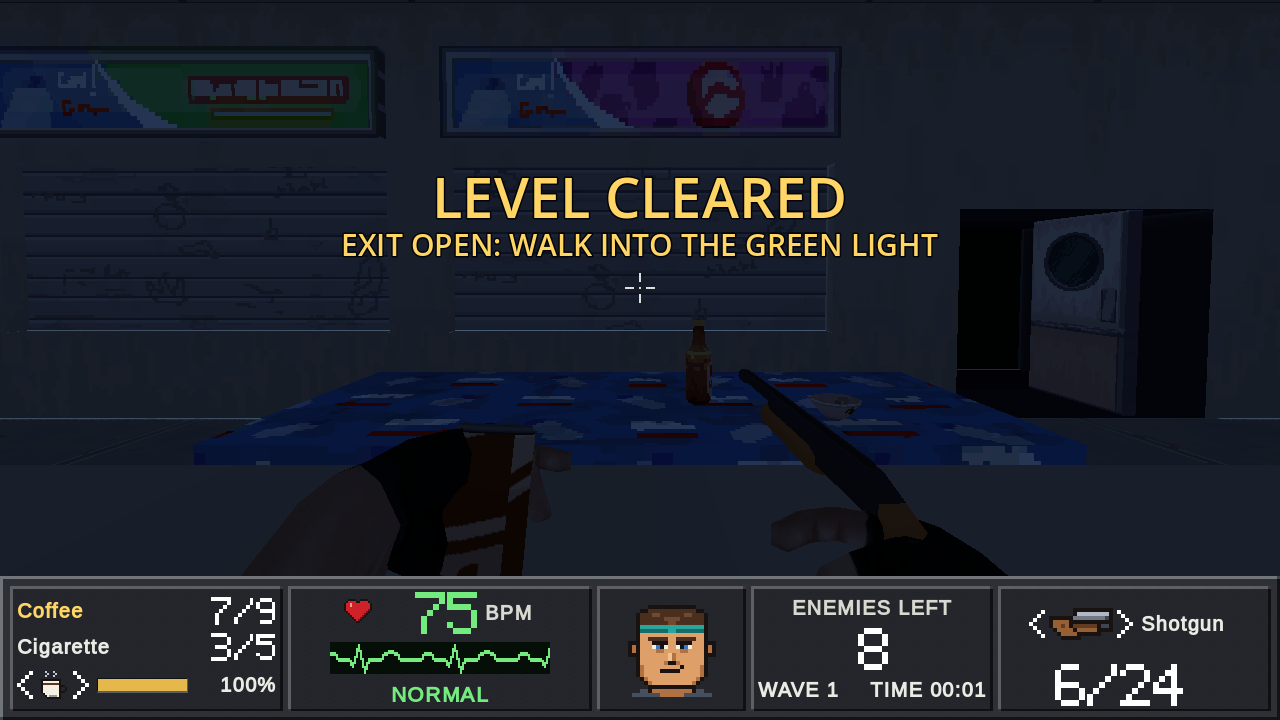 LEVEL CLEARED
EXIT OPEN: WALK INTO THE GREEN LIGHT
Coffee 7/9
Cigarette 3/5
100%
75 BPM
NORMAL
ENEMIES LEFT
8
WAVE 1 TIME 00:01
Shotgun
6/24